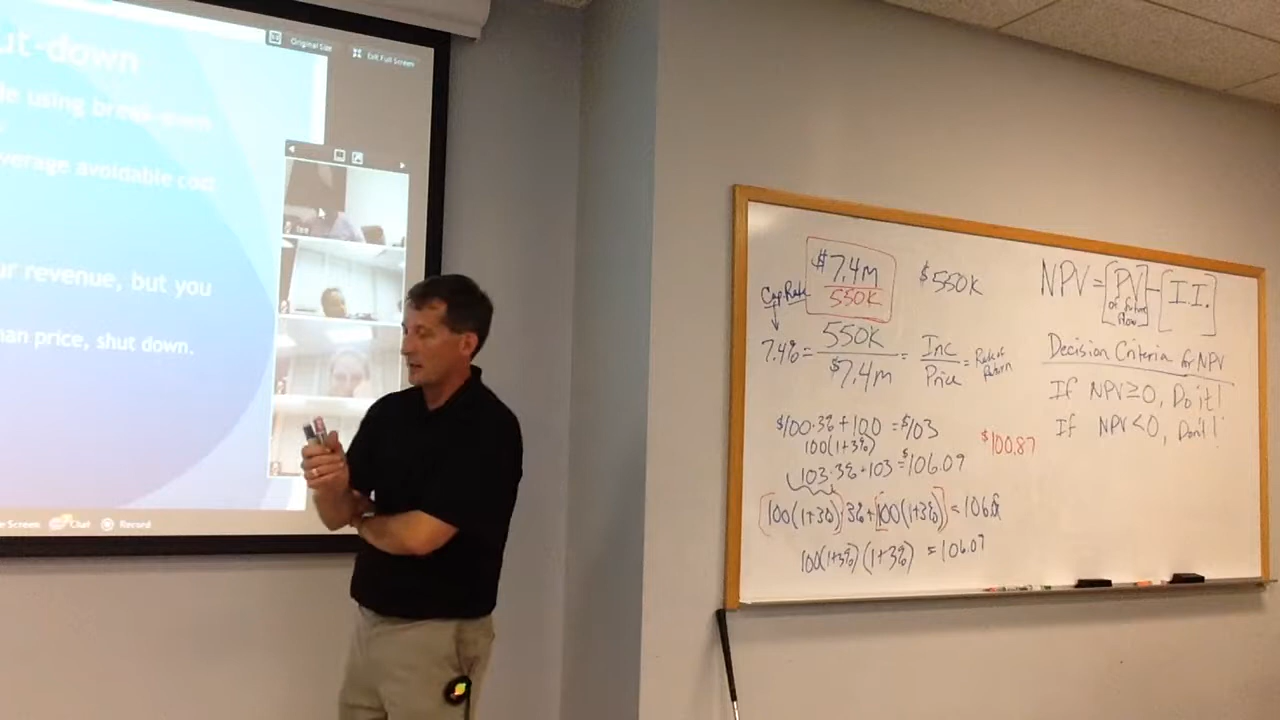 ut-down
Original Size
Exit Full Screen
de using break-even
verage avoidable cost
ur revenue, but you
han price, shut down.
e Screen Chat Record
$7.4m
550K
$550K
Cap Rate
7.4% = 550K / $7.4m = Inc / Price = Rate of Return
$100·3% + 100 = $103
100(1+3%)
103·3% + 103 = $106.09
$100.87
100(1+3%)·3% + 100(1+3%) = 106.
100(1+3%)(1+3%) = 106.09
NPV = [PV of future flow] - [I.I.]
Decision Criteria for NPV
If NPV ≥ 0, Do it!
If NPV < 0, Don't!